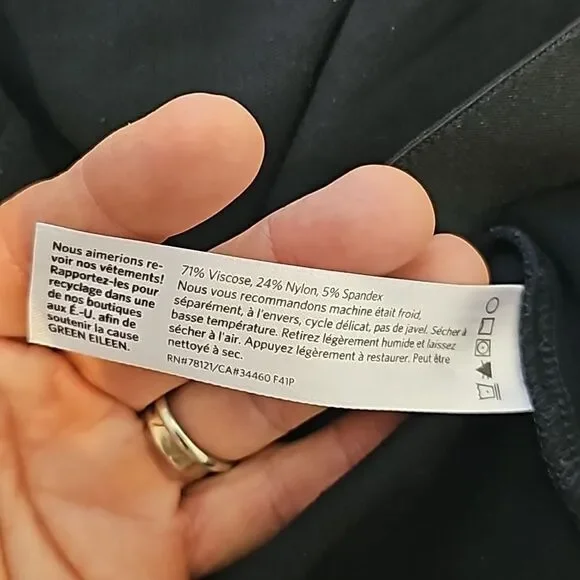 Nous aimerions re-
voir nos vêtements!
Rapportez-les pour
recyclage dans une
de nos boutiques
aux É.-U. afin de
soutenir la cause
GREEN EILEEN.
71% Viscose, 24% Nylon, 5% Spandex
Nous vous recommandons machine était froid,
séparément, à l'envers, cycle délicat, pas de javel. Sécher à
basse température. Retirez légèrement humide et laissez
sécher à l'air. Appuyez légèrement à restaurer. Peut être
nettoyé à sec.
RN#78121/CA#34460 F41P